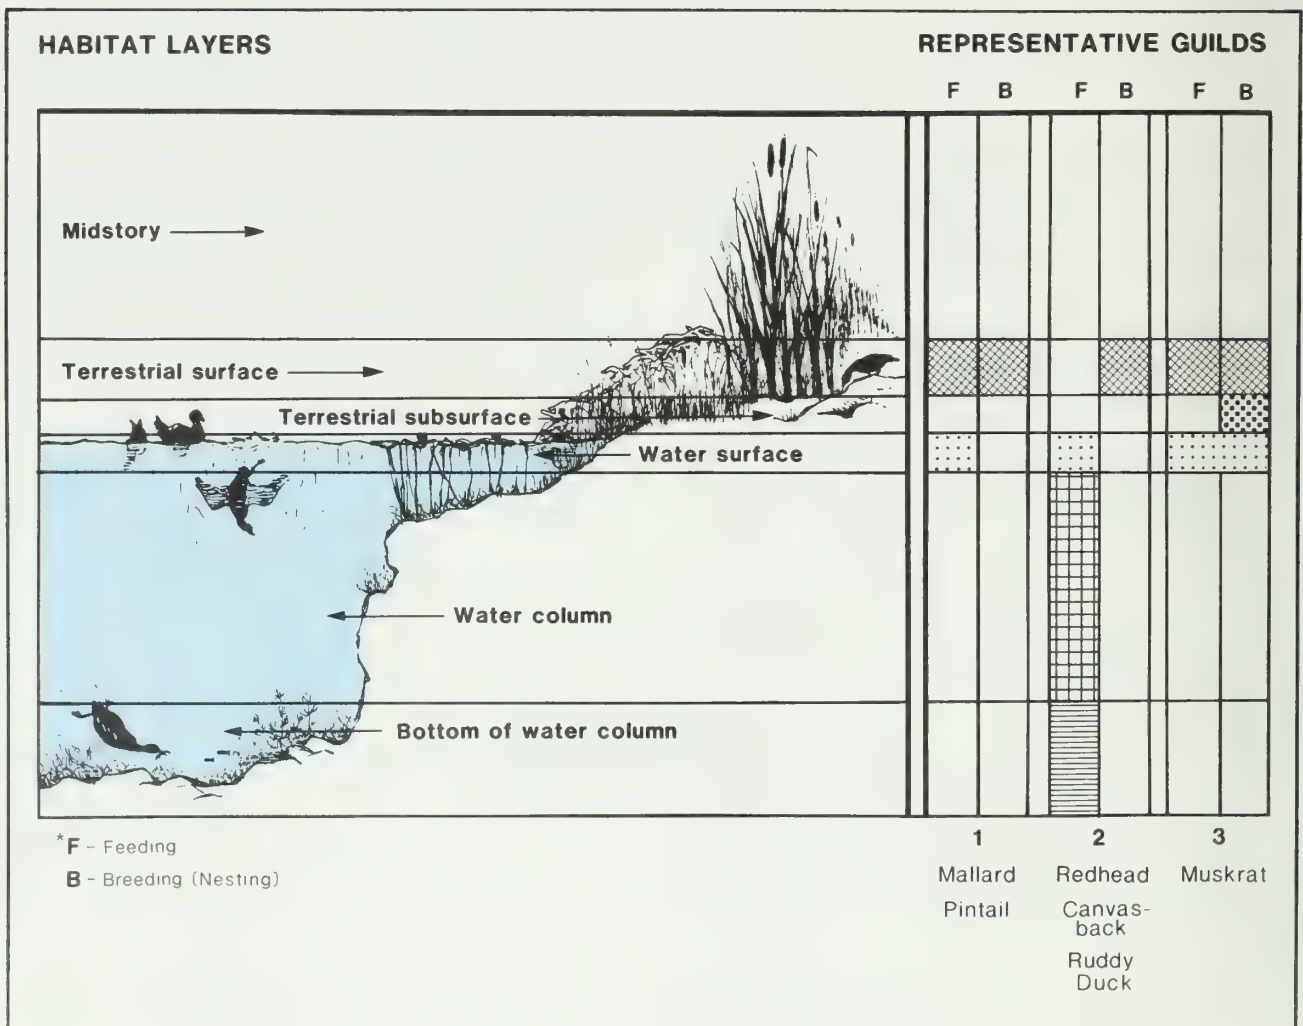 HABITAT LAYERS
REPRESENTATIVE GUILDS
F B F B F B
Midstory
Terrestrial surface
Terrestrial subsurface
Water surface
Water column
Bottom of water column
*F – Feeding
B – Breeding (Nesting)
1 2 3
Mallard Redhead Muskrat
Pintail Canvas-
back
Ruddy
Duck